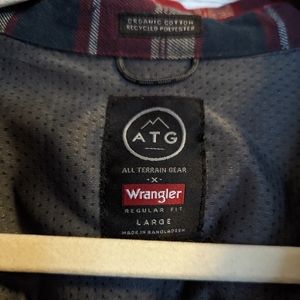 ORGANIC COTTON
RECYCLED POLYESTER
ATG
ALL TERRAIN GEAR
-X-
Wrangler
REGULAR FIT
LARGE
MADE IN BANGLADESH